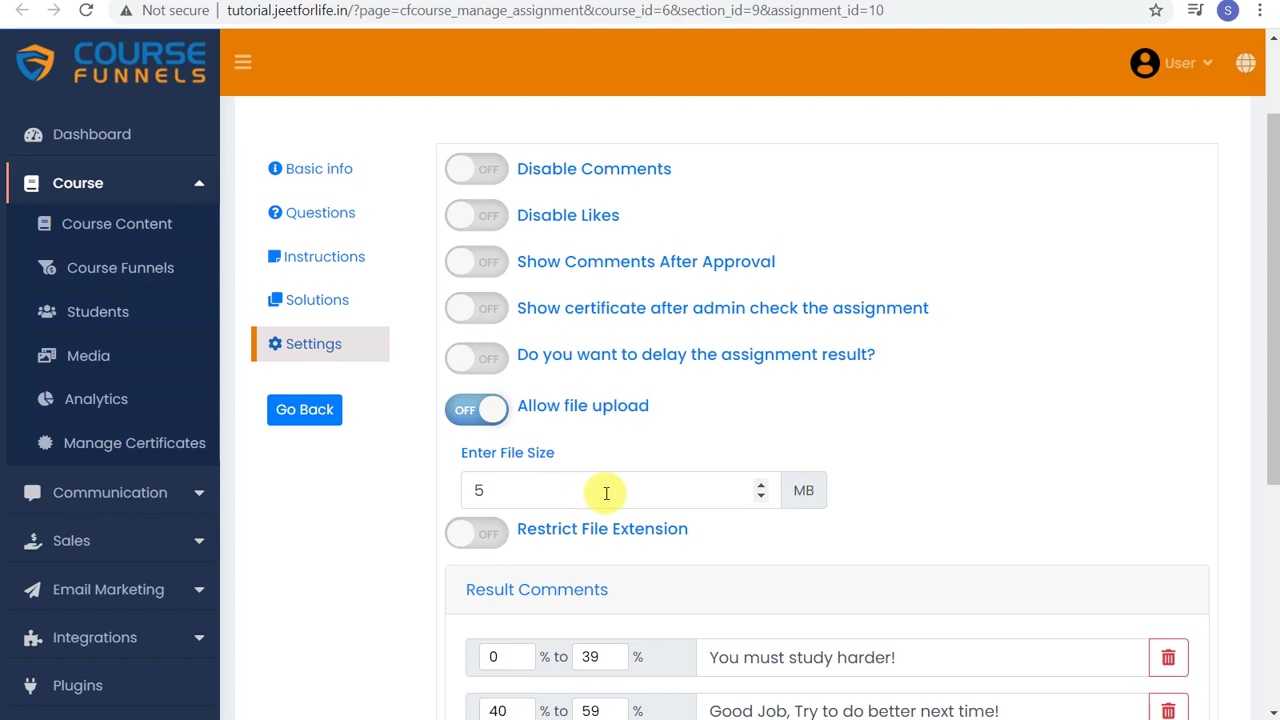 Not secure tutorial.jeetforlife.in/?page=cfcourse_manage_assignment&course_id=6&section_id=9&assignment_id=10
S
COURSE
FUNNELS
User
Dashboard
Course
Course Content
Course Funnels
Students
Media
Analytics
Manage Certificates
Communication
Sales
Email Marketing
Integrations
Plugins
Basic info
Questions
Instructions
Solutions
Settings
Go Back
OFF Disable Comments
OFF Disable Likes
OFF Show Comments After Approval
OFF Show certificate after admin check the assignment
OFF Do you want to delay the assignment result?
OFF Allow file upload
Enter File Size
5 MB
OFF Restrict File Extension
Result Comments
0 % to 39 % You must study harder!
40 % to 59 % Good Job, Try to do better next time!